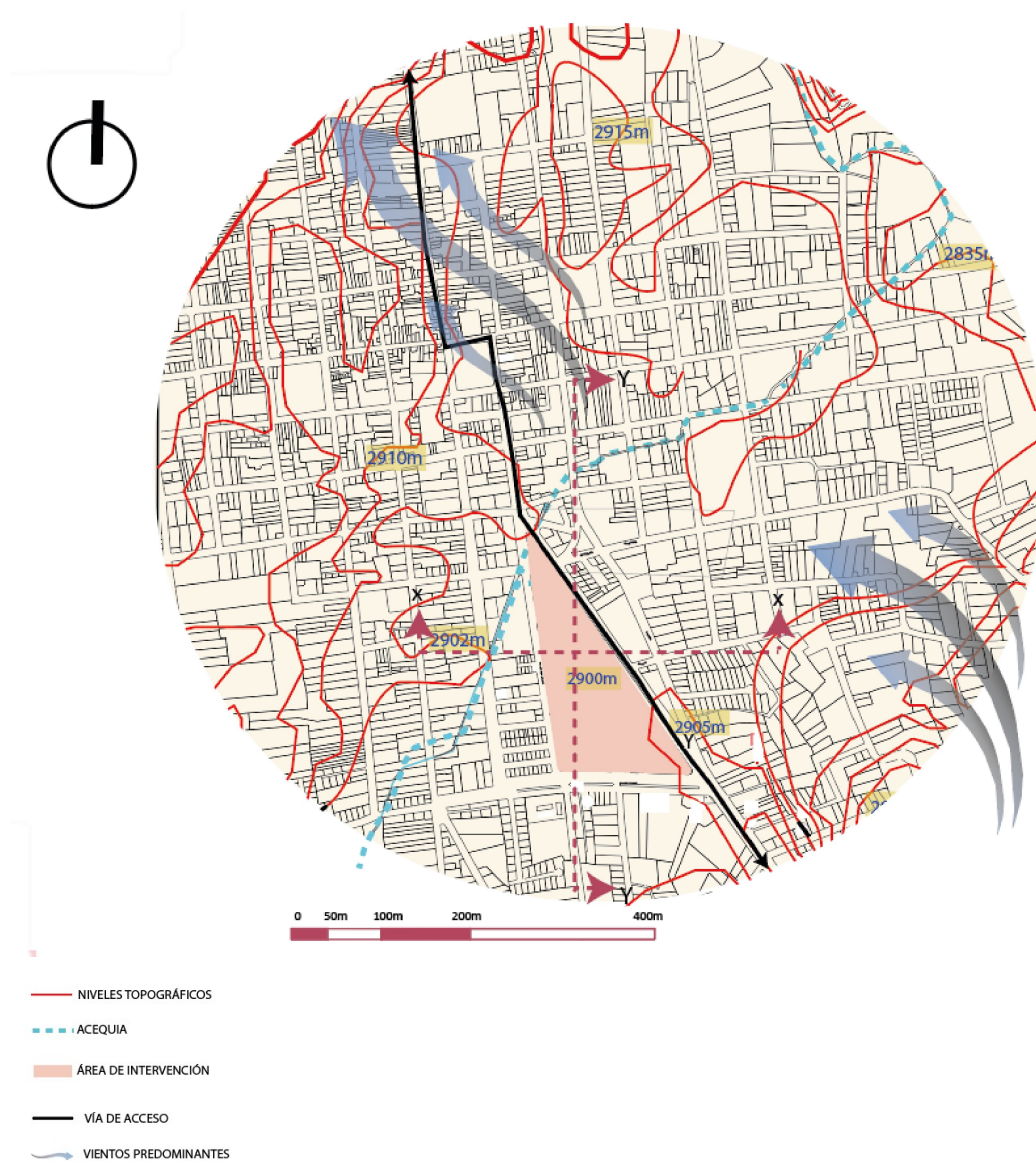 2915m
2835m
Y
2910m
X
X
2902m
2900m
2905m
Y
Y
0 50m 100m 200m 400m
NIVELES TOPOGRÁFICOS
ACEQUIA
ÁREA DE INTERVENCIÓN
VÍA DE ACCESO
VIENTOS PREDOMINANTES